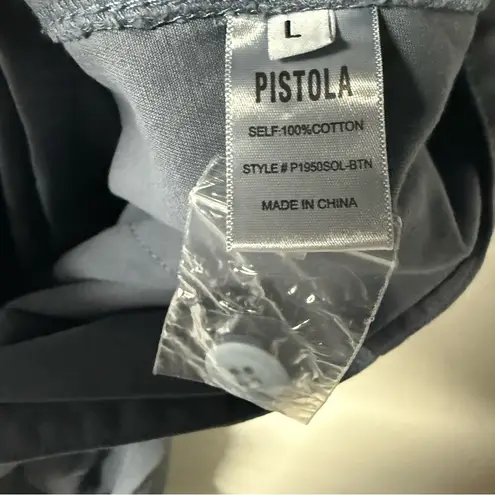 L
PISTOLA
SELF:100%COTTON
STYLE # P1950SOL-BTN
MADE IN CHINA